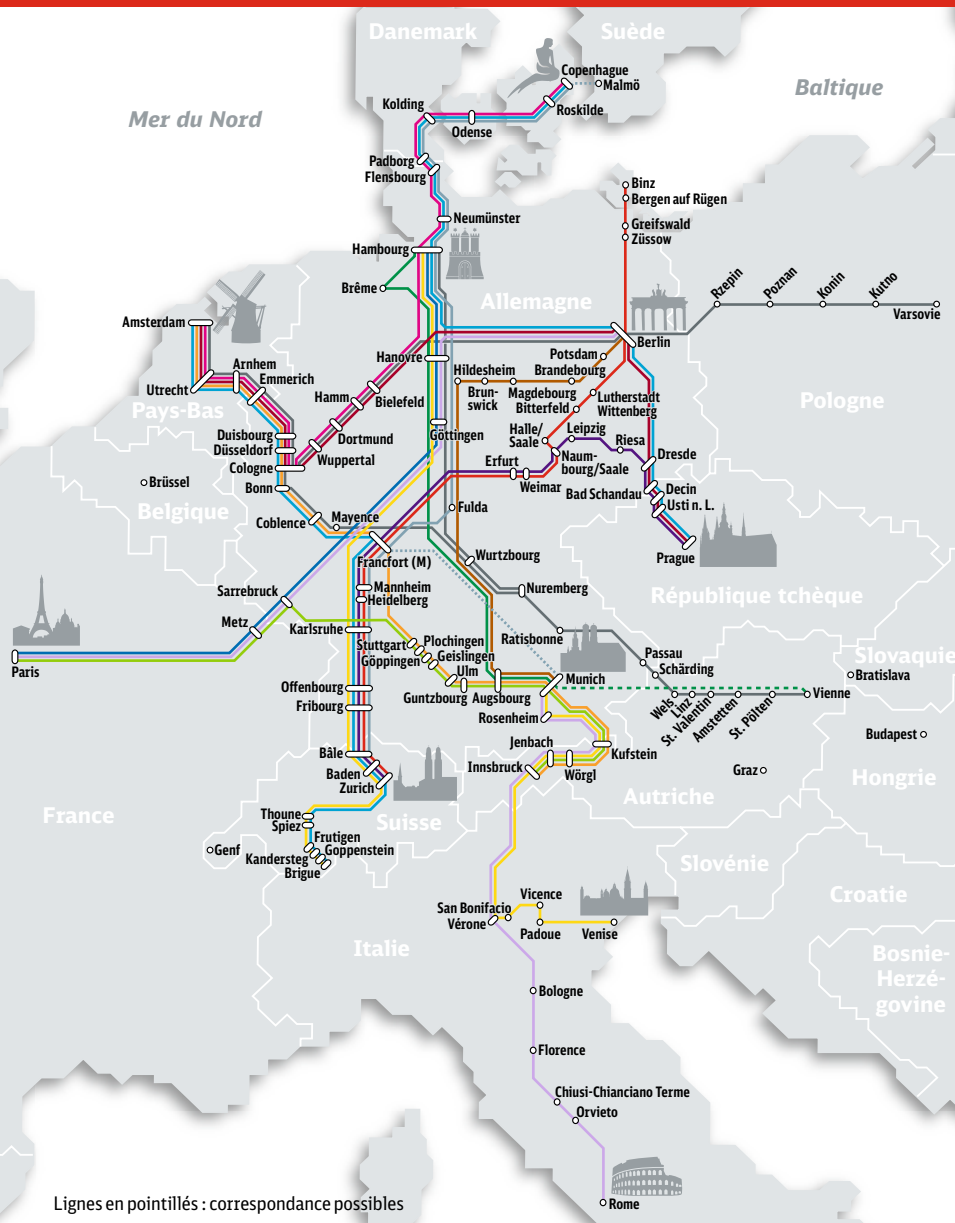 Danemark
Suède
Baltique
Mer du Nord
Copenhague
Malmö
Roskilde
Kolding
Odense
Padborg
Flensbourg
Neumünster
Binz
Bergen auf Rügen
Greifswald
Züssow
Hambourg
Brême
Allemagne
Rzepin
Poznan
Konin
Kutno
Varsovie
Amsterdam
Berlin
Hanovre
Potsdam
Brandebourg
Hildesheim
Brun-
swick
Magdebourg
Bitterfeld
Lutherstadt
Wittenberg
Arnhem
Emmerich
Utrecht
Pays-Bas
Hamm
Bielefeld
Pologne
Duisbourg
Düsseldorf
Dortmund
Wuppertal
Cologne
Göttingen
Halle/
Saale
Leipzig
Riesa
Naum-
bourg/Saale
Erfurt
Weimar
Dresde
Bad Schandau
Decin
Usti n. L.
Prague
Brüssel
Belgique
Bonn
Coblence
Mayence
Fulda
Francfort (M)
Wurtzbourg
Nuremberg
République tchèque
Sarrebruck
Mannheim
Heidelberg
Metz
Karlsruhe
Paris
Stuttgart
Göppingen
Plochingen
Geislingen
Ulm
Guntzbourg
Augsbourg
Ratisbonne
Munich
Passau
Schärding
Slovaquie
Bratislava
Offenbourg
Fribourg
Rosenheim
Wels
Linz
St. Valentin
Amstetten
St. Pölten
Vienne
Budapest
Bâle
Baden
Zurich
Jenbach
Innsbruck
Wörgl
Kufstein
Graz
Hongrie
Autriche
France
Thoune
Spiez
Suisse
Frutigen
Goppenstein
Kandersteg
Brigue
Genf
Slovénie
Croatie
San Bonifacio
Vérone
Vicence
Padoue
Venise
Italie
Bosnie-
Herzé-
govine
Bologne
Florence
Chiusi-Chianciano Terme
Orvieto
Rome
Lignes en pointillés : correspondance possibles